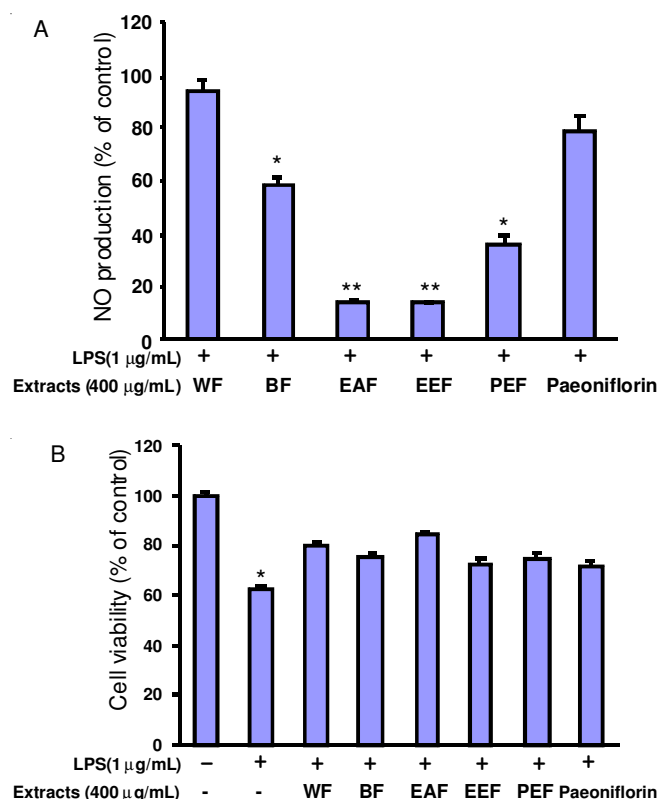 A
NO production (% of control)
120
100
80
60
40
20
0
*
**
**
*
LPS(1 μg/mL) + + + + + +
Extracts (400 μg/mL) WF BF EAF EEF PEF Paeoniflorin
B
Cell viability (% of control)
120
100
80
60
40
20
0
*
LPS(1 μg/mL) – + + + + + + +
Extracts (400 μg/mL) - - WF BF EAF EEF PEF Paeoniflorin